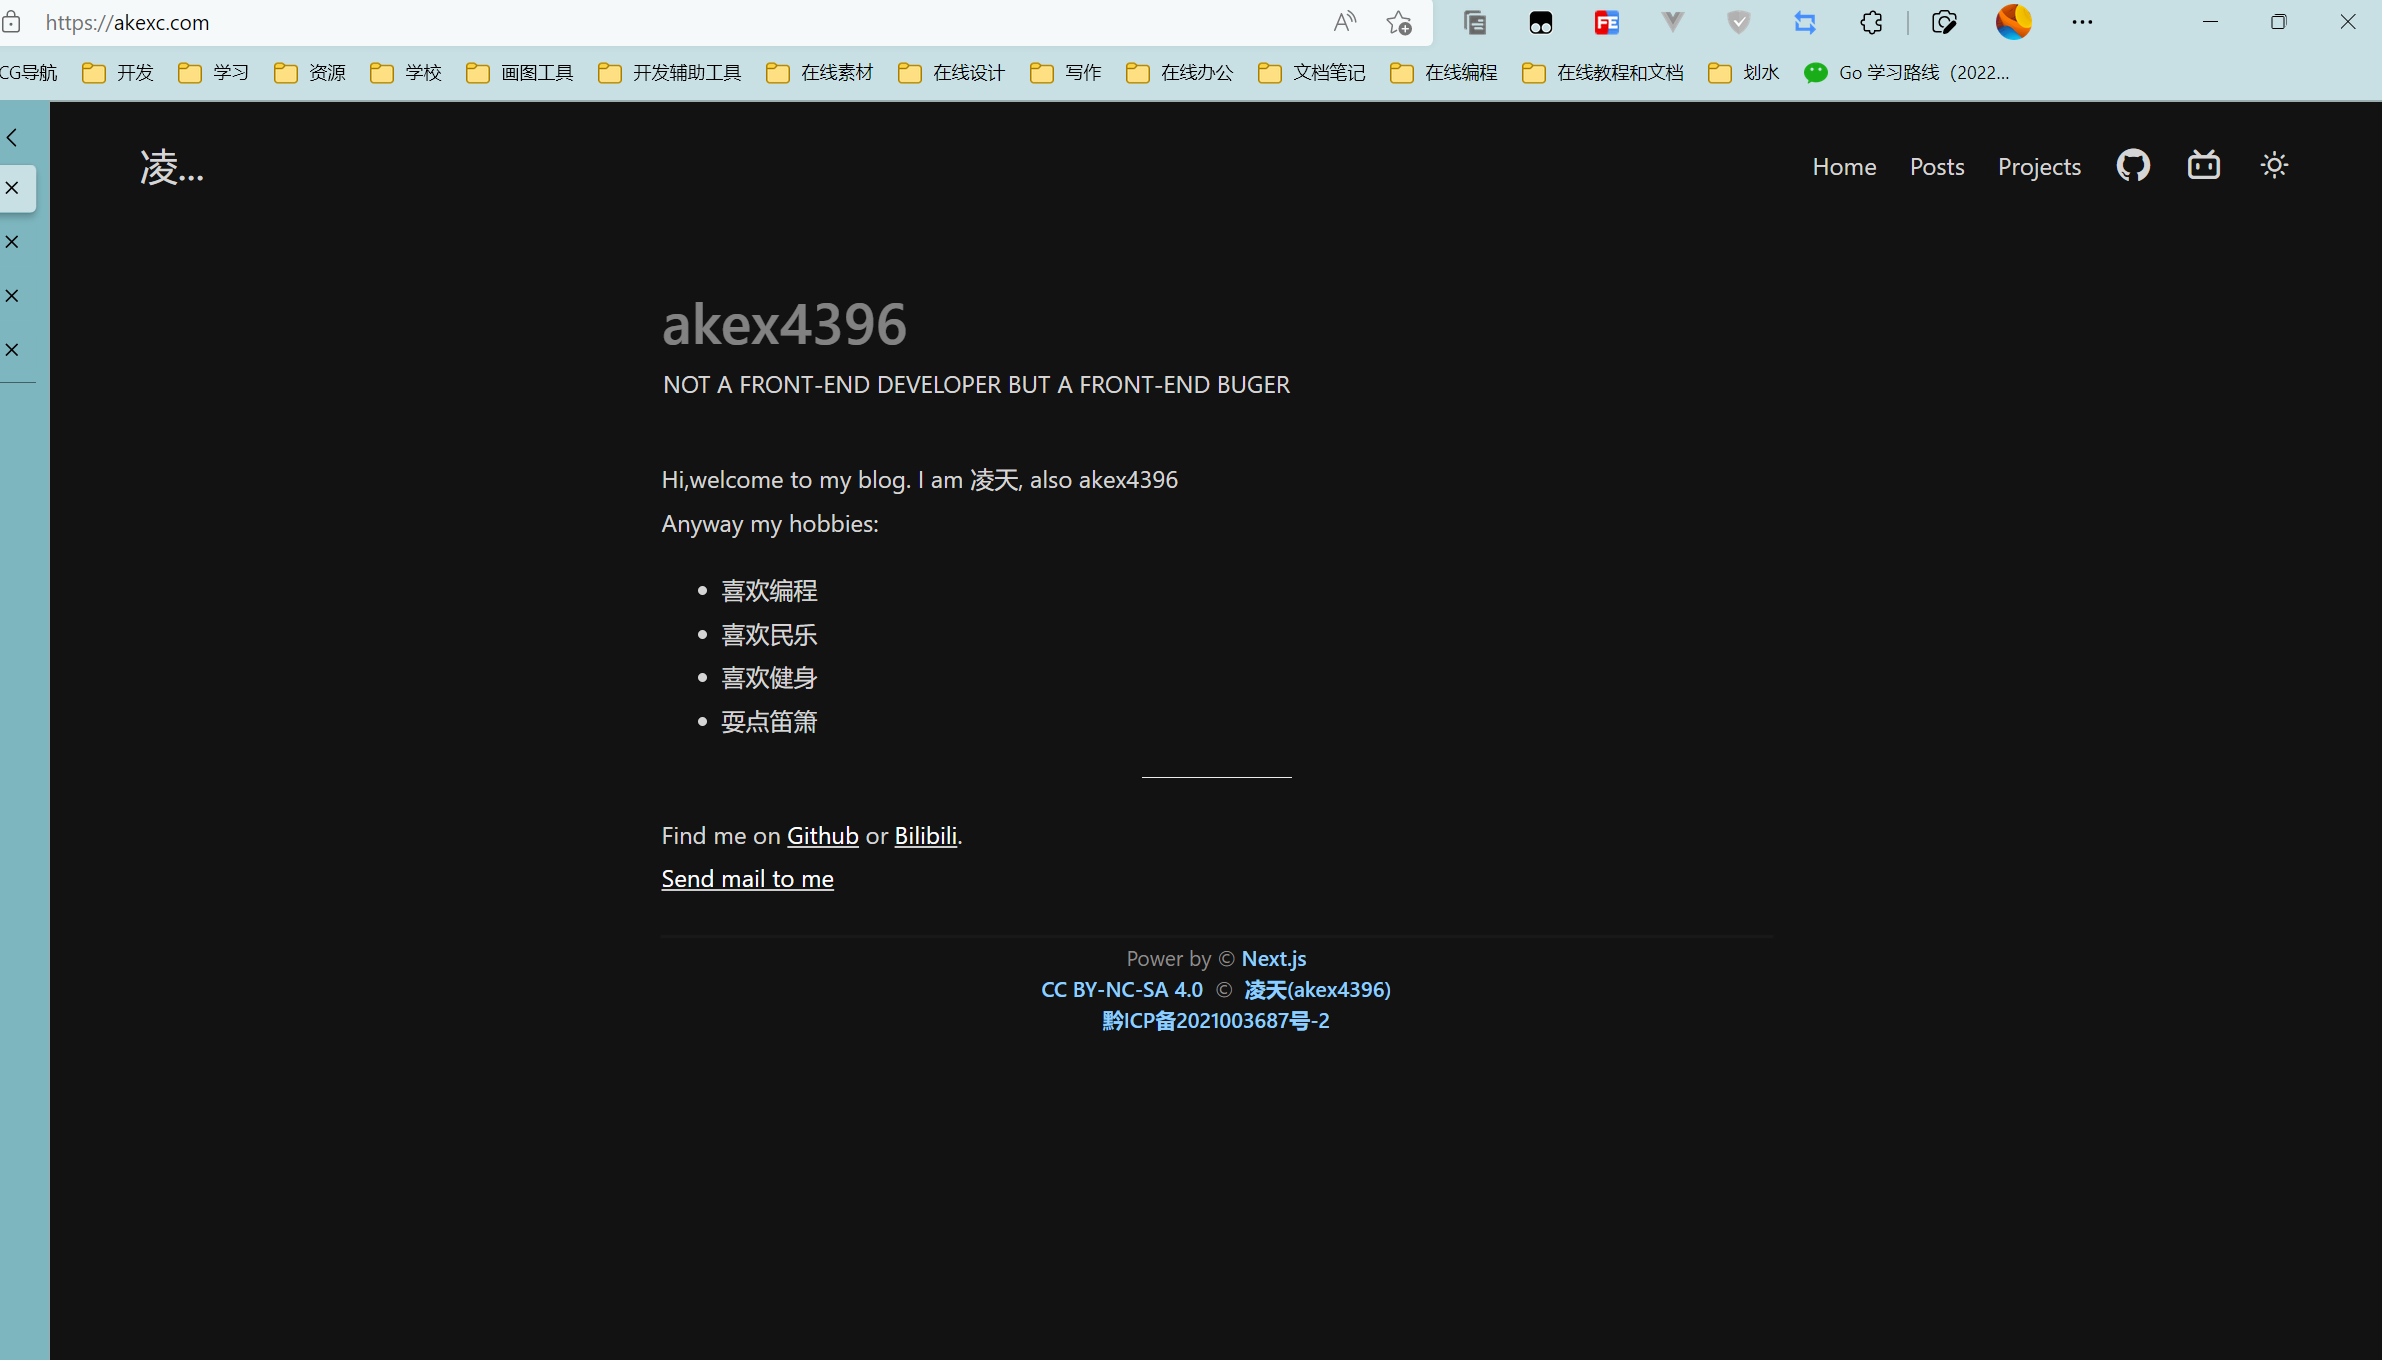 https://akexc.com
CG导航 开发 学习 资源 学校 画图工具 开发辅助工具 在线素材 在线设计 写作 在线办公 文档笔记 在线编程 在线教程和文档 划水 Go 学习路线（2022...
凌...
Home Posts Projects
akex4396
NOT A FRONT-END DEVELOPER BUT A FRONT-END BUGER
Hi,welcome to my blog. I am 凌天, also akex4396
Anyway my hobbies:
• 喜欢编程
• 喜欢民乐
• 喜欢健身
• 耍点笛箫
Find me on Github or Bilibili.
Send mail to me
Power by © Next.js
CC BY-NC-SA 4.0 © 凌天(akex4396)
黔ICP备2021003687号-2